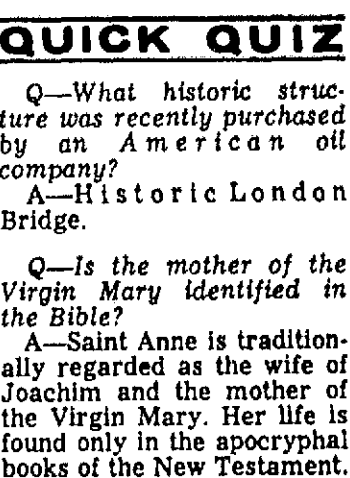 QUICK QUIZ
Q—What historic struc-
ture was recently purchased
by an American oil
company?
A—Historic London
Bridge.
Q—Is the mother of the
Virgin Mary identified in
the Bible?
A—Saint Anne is tradition-
ally regarded as the wife of
Joachim and the mother of
the Virgin Mary. Her life is
found only in the apocryphal
books of the New Testament.